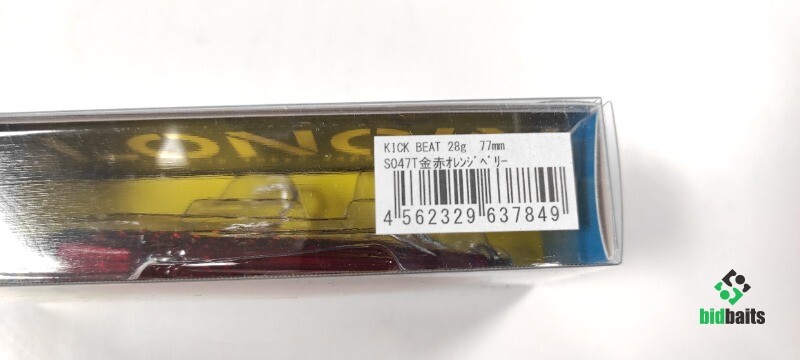 LONGIN
KICK BEAT 28g 77mm
S047T金赤ｵﾚﾝｼﾞﾍﾞﾘｰ
4 562329 637849
bidbaits